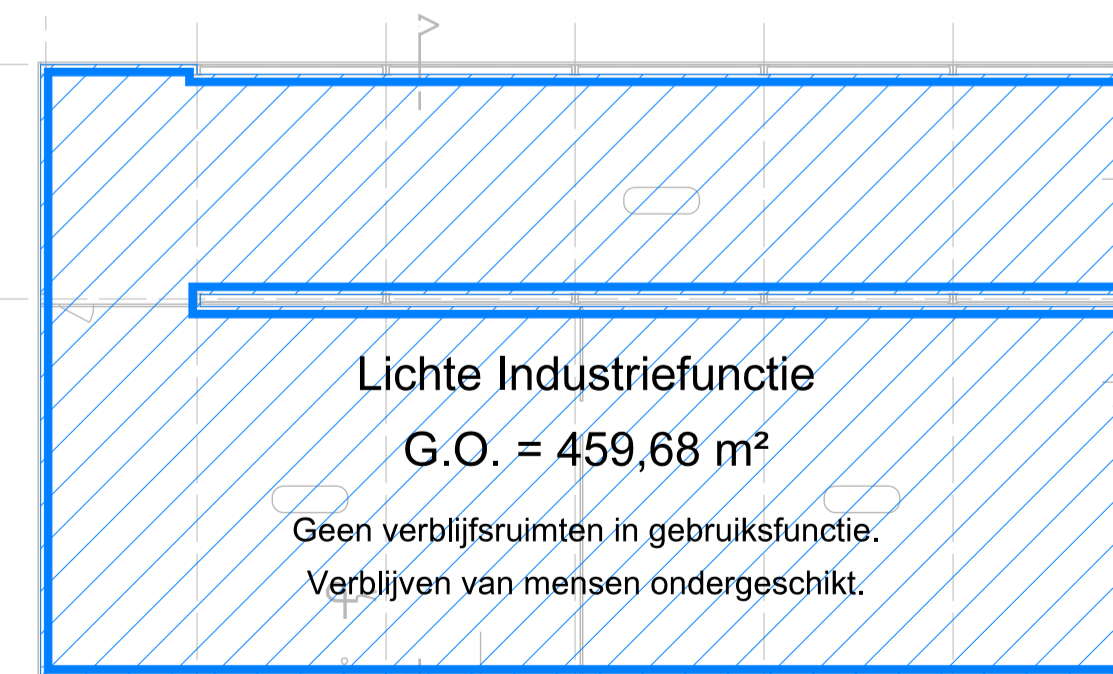 Lichte Industriefunctie
G.O. = 459,68 m²
Geen verblijfsruimten in gebruiksfunctie.
Verblijven van mensen ondergeschikt.